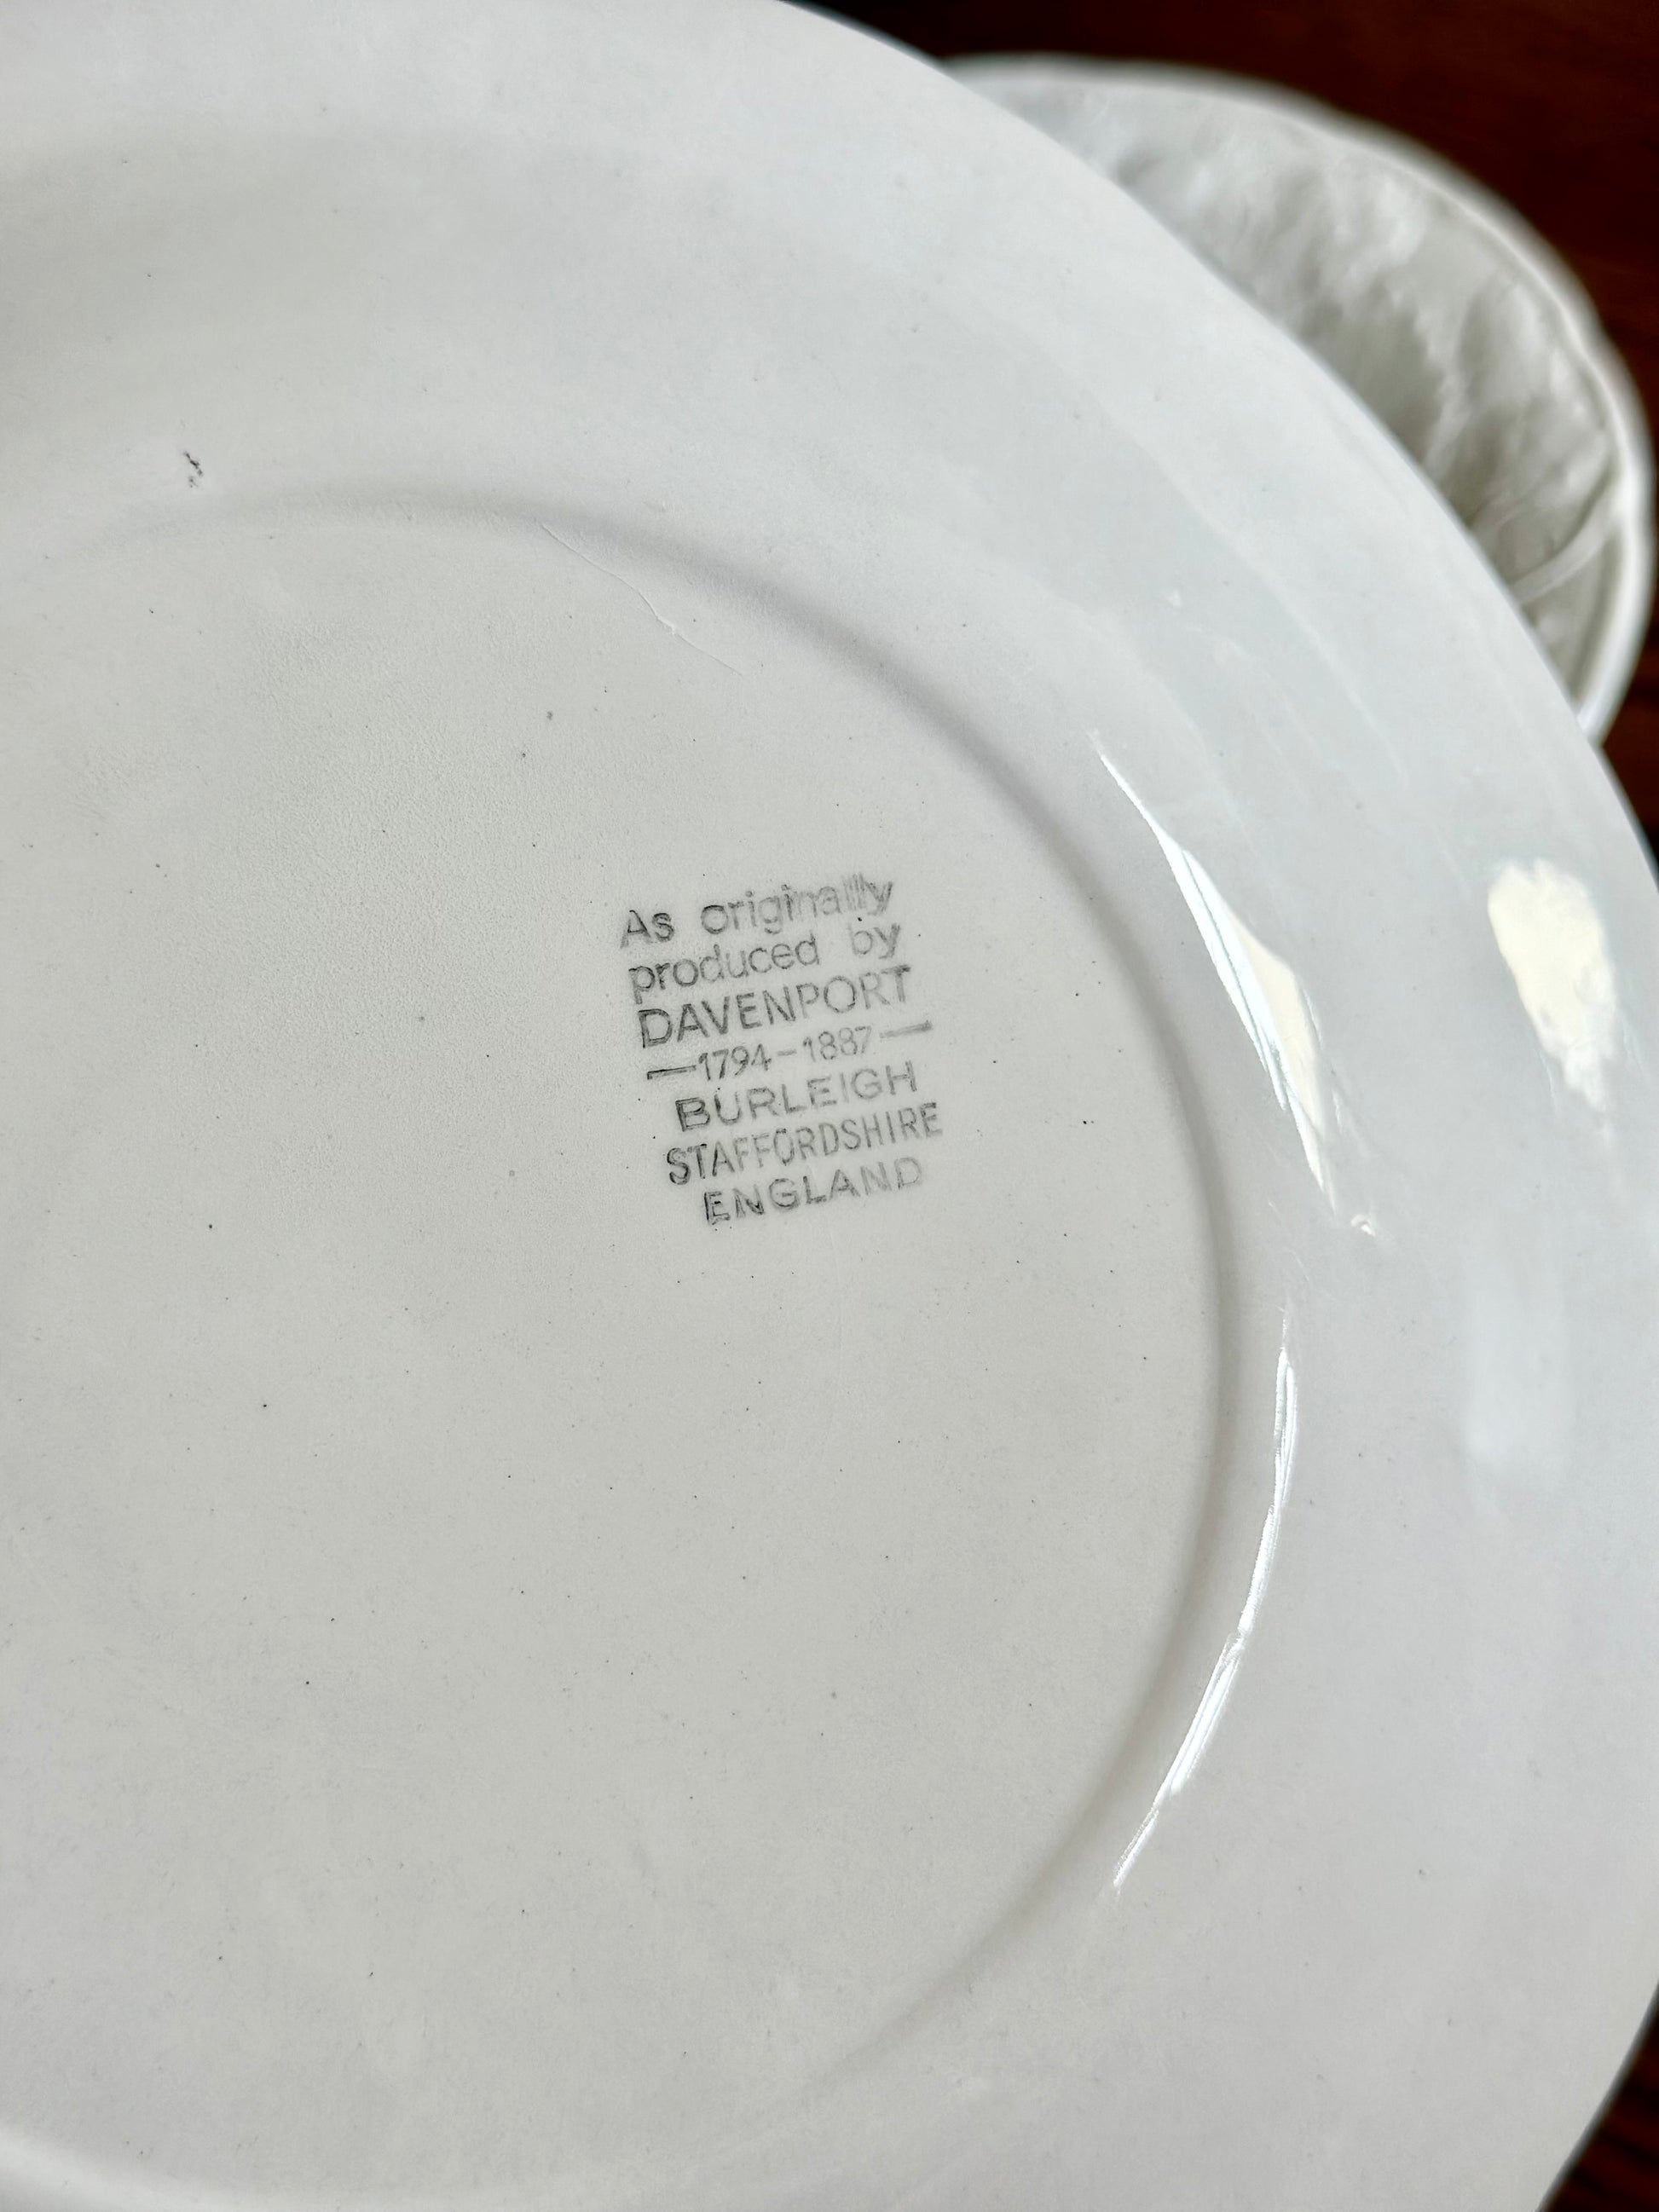 As originally
produced by
DAVENPORT
—1794-1887—
BURLEIGH
STAFFORDSHIRE
ENGLAND